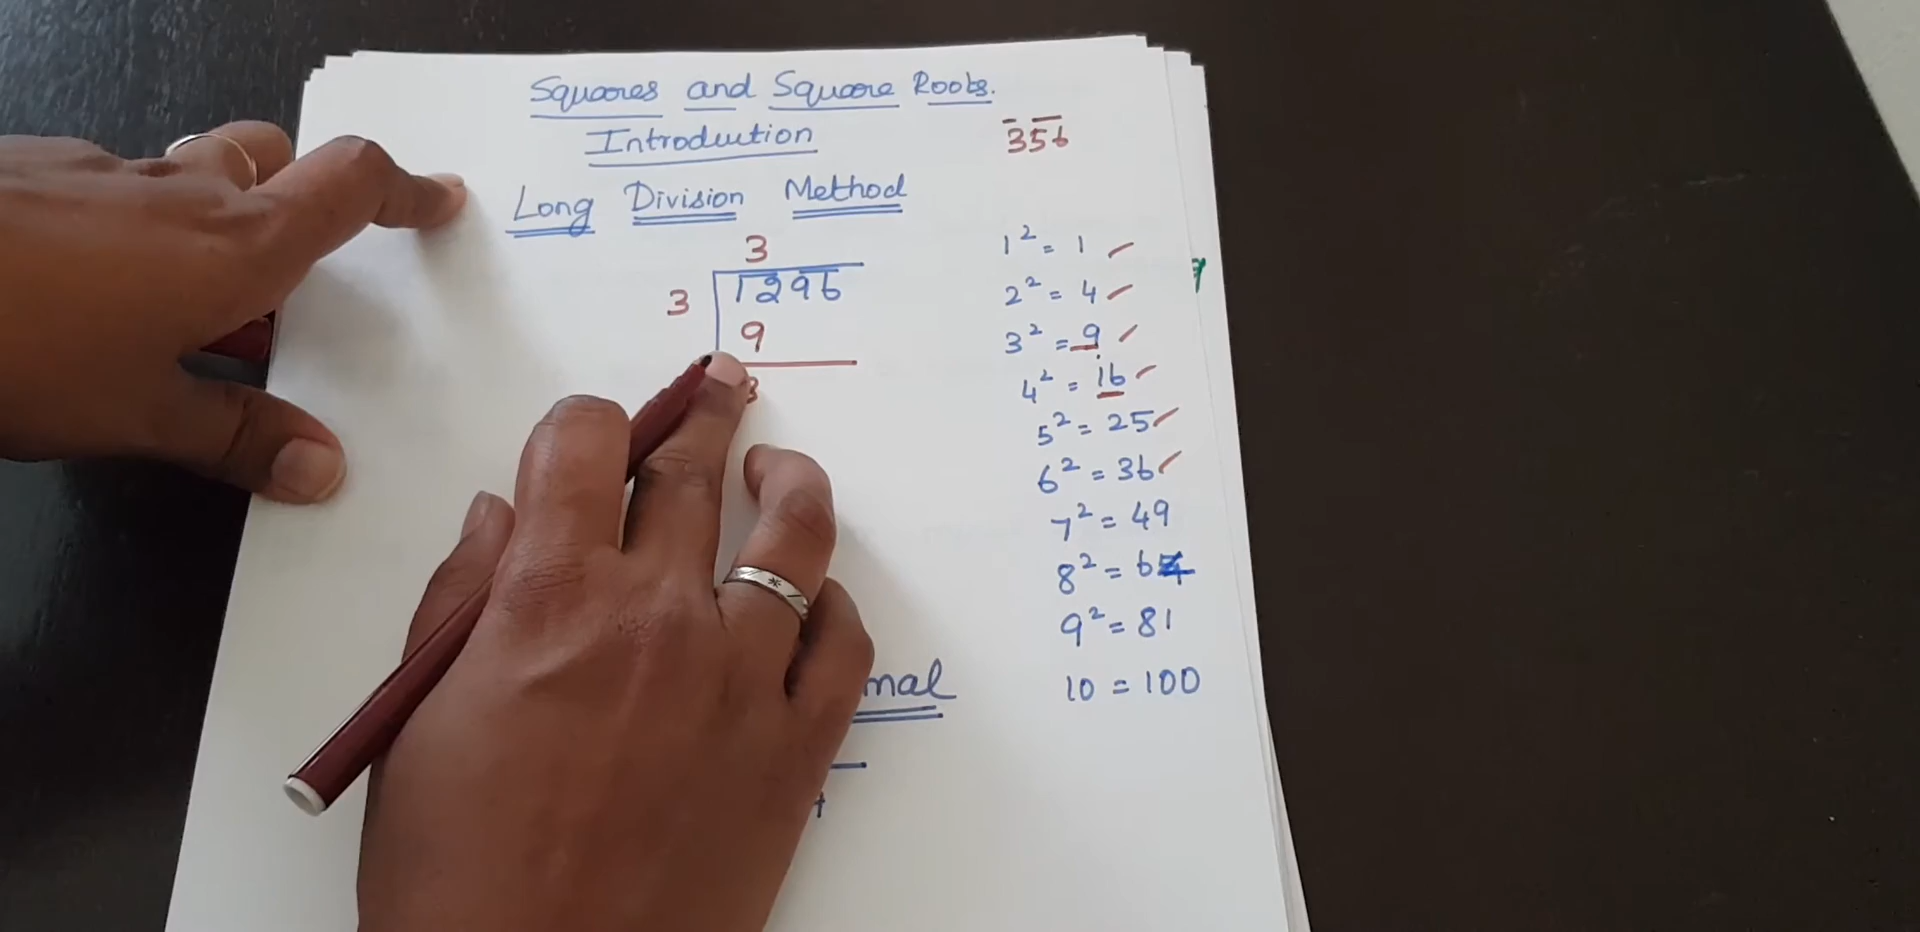 Squares and Square Roots.
Introduction
356
Long Division Method
3
3 1296
9
3
1² = 1
2² = 4
3² = 9
4² = 16
5² = 25
6² = 36
7² = 49
8² = 64
9² = 81
10 = 100